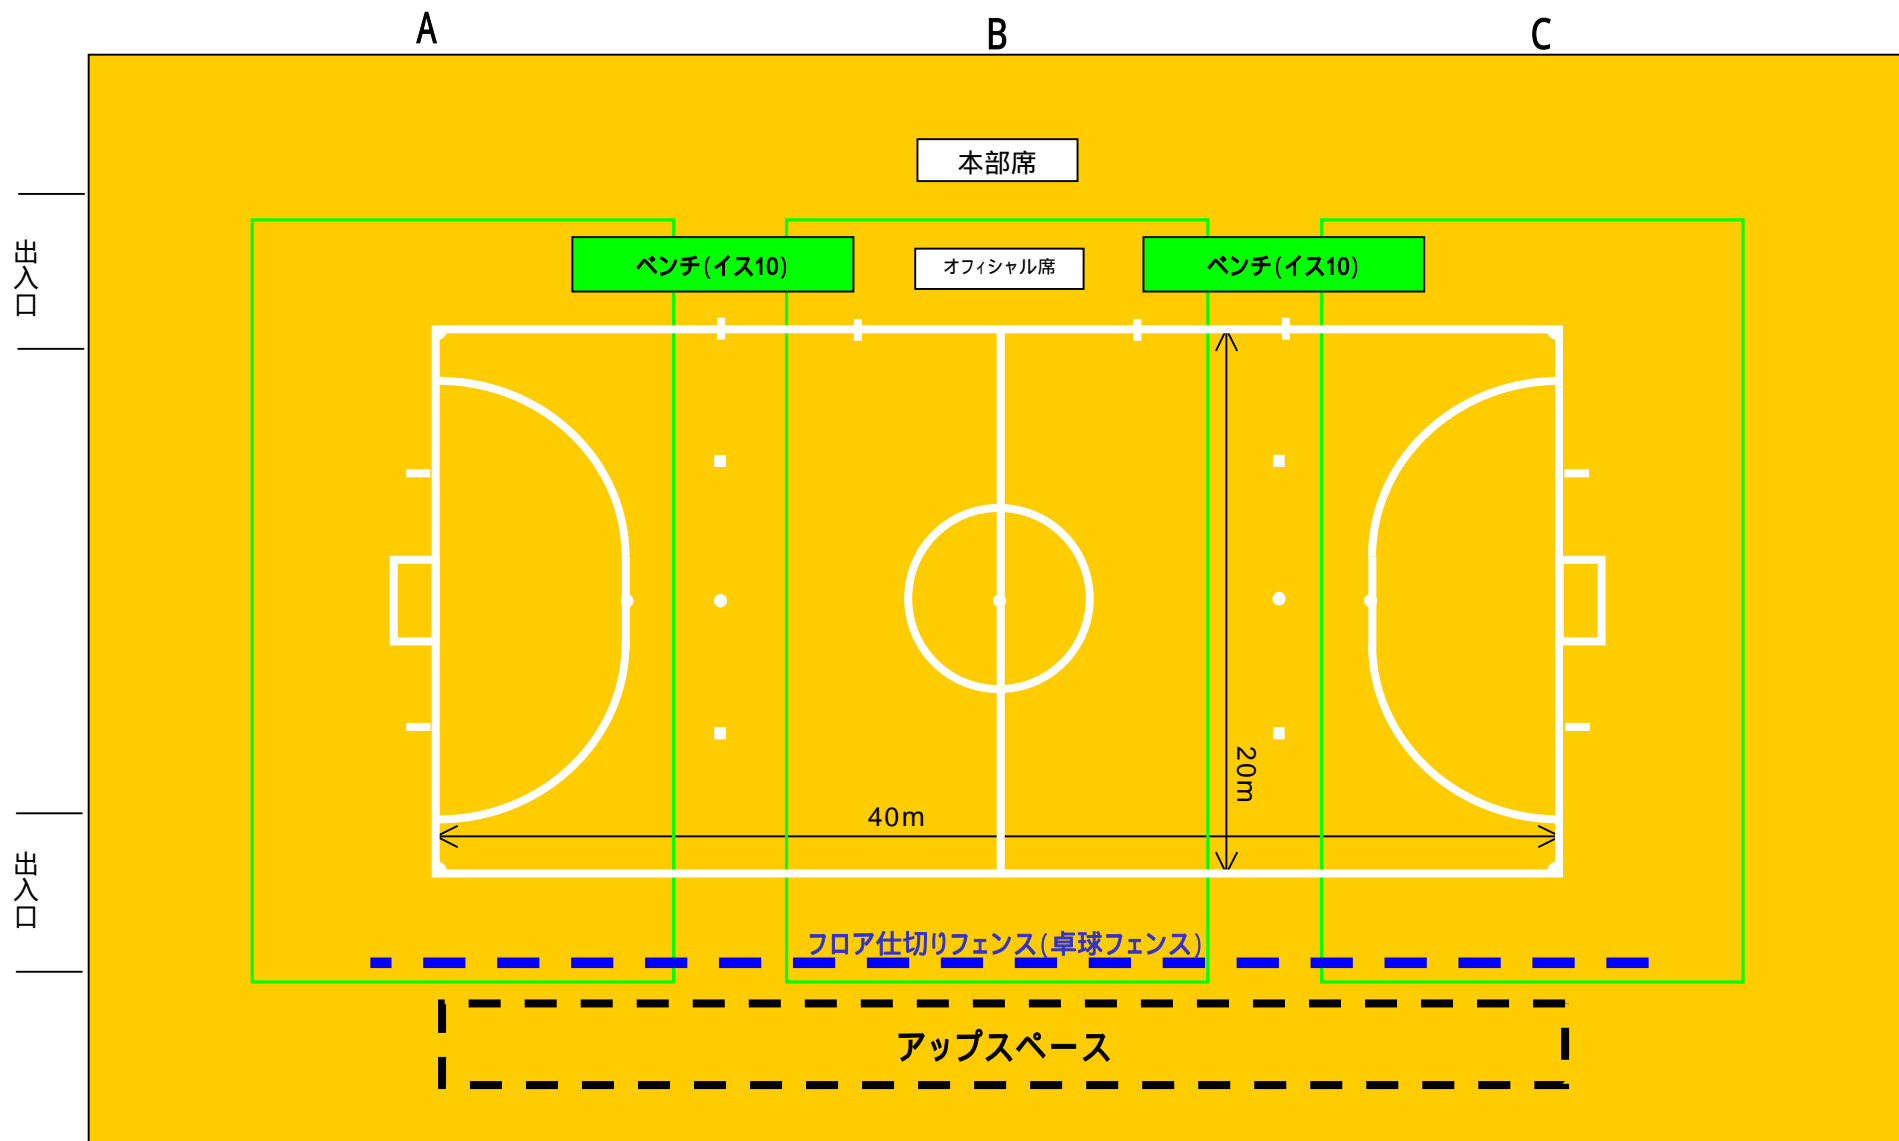 A
B
C
本部席
出入口
ベンチ(イス10)
オフィシャル席
ベンチ(イス10)
20m
40m
出入口
フロア仕切りフェンス(卓球フェンス)
アップスペース